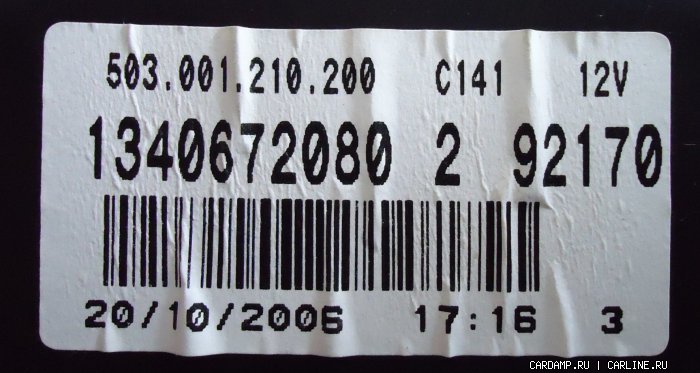 503.001.210.200 C141 12V
1340672080 2 92170
20/10/2006 17:16 3
CARDAMP.RU | CARLINE.RU